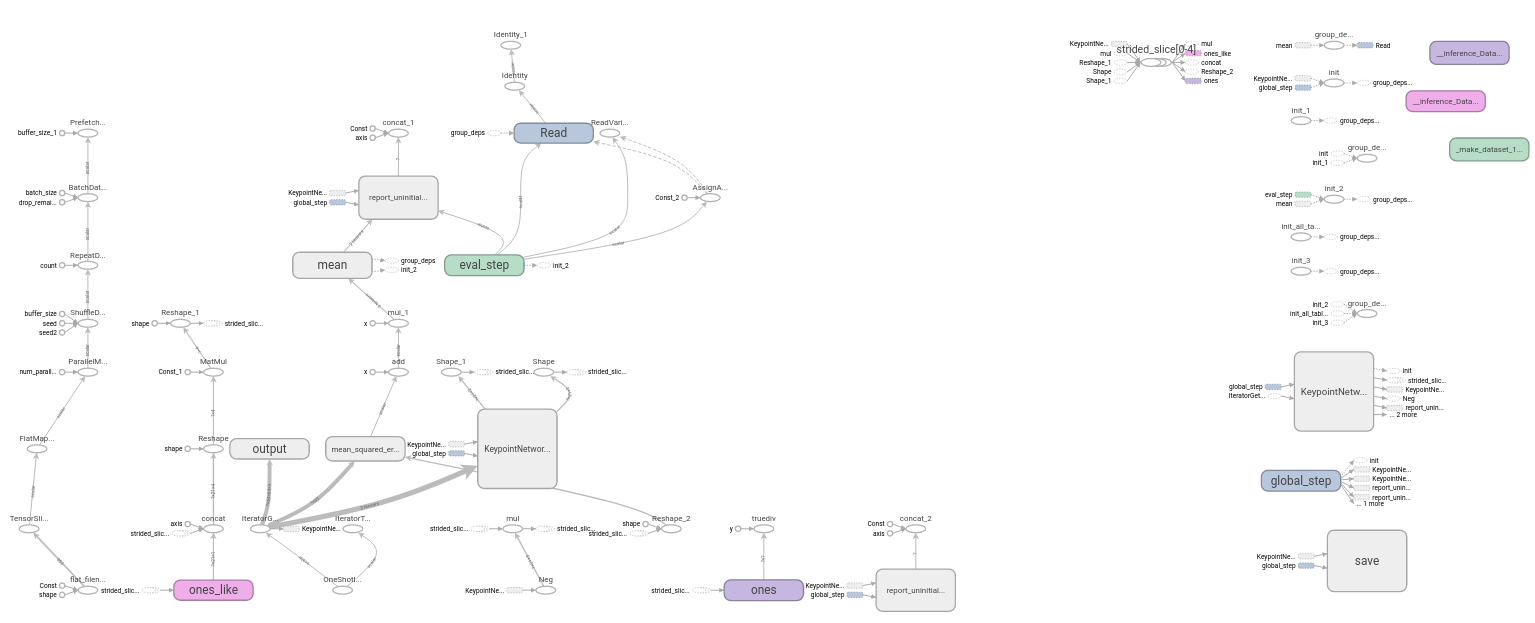 Identity_1
Identity
Prefetch...
buffer_size_1
concat_1
Const
axis
group_deps
Read
ReadVari...
BatchDat...
batch_size
drop_remai...
KeypointNe...
global_step
report_uninitial...
AssignA...
Const_2
RepeatD...
count
mean
group_deps
init_2
eval_step
init_2
buffer_size
seed
seed2
ShuffleD...
Reshape_1
shape
strided_slic...
mul_1
x
ParallelM...
num_parall...
MatMul
Const_1
add
x
Shape_1
strided_slic...
Shape
strided_slic...
FlatMap...
Reshape
shape
output
mean_squared_er...
KeypointNe...
global_step
KeypointNetwor...
TensorSli...
concat
axis
strided_slic...
IteratorG...
KeypointNe...
IteratorT...
mul
strided_slic...
strided_slic...
Reshape_2
shape
strided_slic...
truediv
y
concat_2
Const
axis
flat_filen...
Const
shape
strided_slic...
ones_like
OneShotI...
Neg
KeypointNe...
strided_slic...
ones
KeypointNe...
global_step
report_uninitial...
strided_slice[0-4]
KeypointNe...
mul
Reshape_1
Shape
Shape_1
mul
ones_like
concat
Reshape_2
ones
group_de...
mean
Read
__inference_Data...
init
KeypointNe...
global_step
group_deps...
__inference_Data...
init_1
group_deps...
group_de...
init
init_1
_make_dataset_1...
init_2
eval_step
mean
group_deps...
init_all_ta...
group_deps...
init_3
group_deps...
group_de...
init_2
init_all_tabl...
init_3
global_step
IteratorGet...
KeypointNetw...
init
strided_slic...
KeypointNe...
Neg
report_unin...
... 2 more
global_step
init
KeypointNe...
KeypointNe...
report_unin...
report_unin...
... 1 more
KeypointNe...
global_step
save